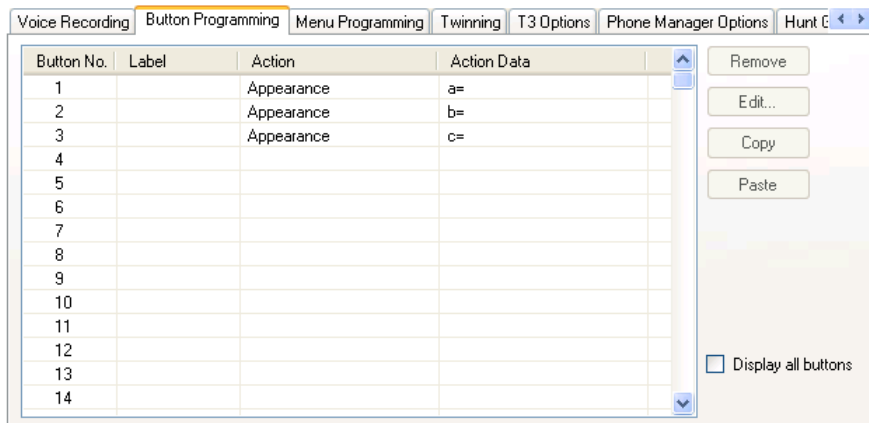 Voice Recording Button Programming Menu Programming Twinning T3 Options Phone Manager Options Hunt
Button No. Label Action Action Data
1 Appearance a=
2 Appearance b=
3 Appearance c=
4
5
6
7
8
9
10
11
12
13
14
Remove
Edit...
Copy
Paste
Display all buttons